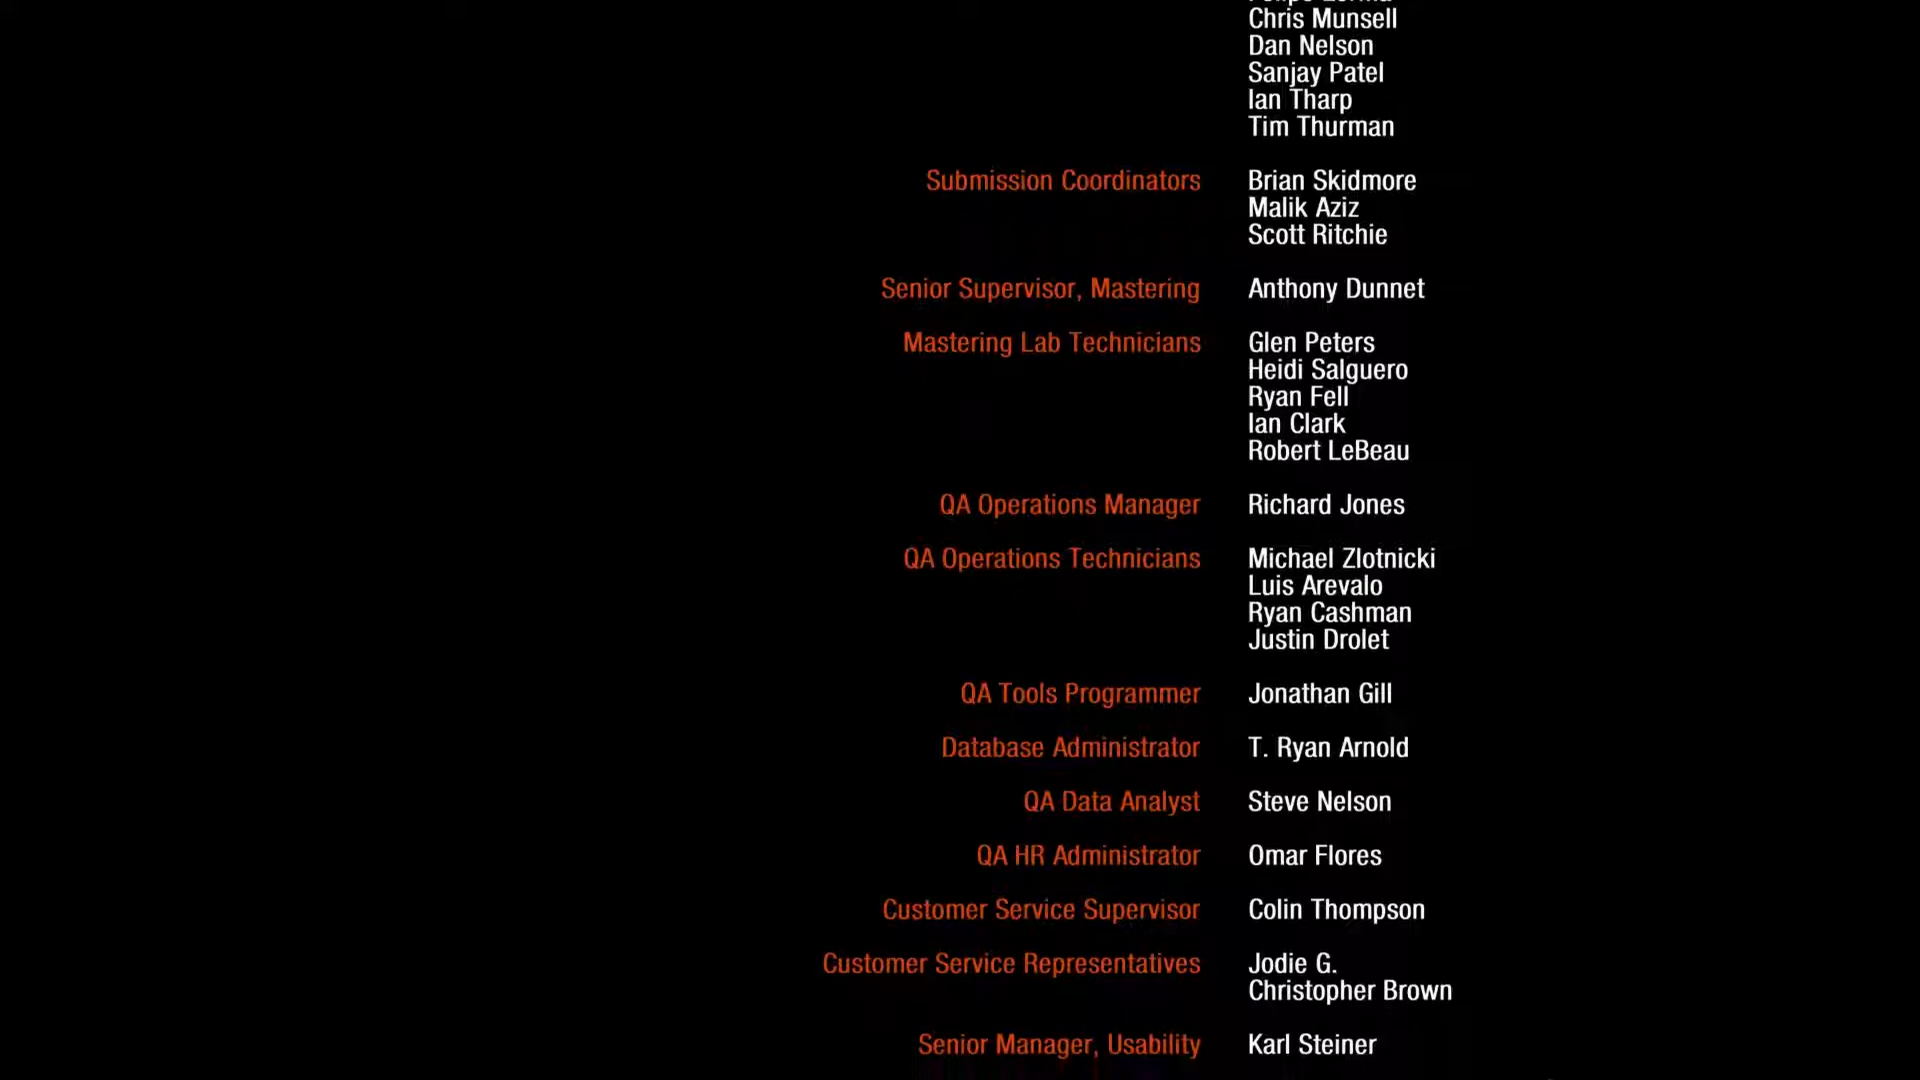 Chris Munsell
Dan Nelson
Sanjay Patel
Ian Tharp
Tim Thurman
Submission Coordinators Brian Skidmore
Malik Aziz
Scott Ritchie
Senior Supervisor, Mastering Anthony Dunnet
Mastering Lab Technicians Glen Peters
Heidi Salguero
Ryan Fell
Ian Clark
Robert LeBeau
QA Operations Manager Richard Jones
QA Operations Technicians Michael Zlotnicki
Luis Arevalo
Ryan Cashman
Justin Drolet
QA Tools Programmer Jonathan Gill
Database Administrator T. Ryan Arnold
QA Data Analyst Steve Nelson
QA HR Administrator Omar Flores
Customer Service Supervisor Colin Thompson
Customer Service Representatives Jodie G.
Christopher Brown
Senior Manager, Usability Karl Steiner